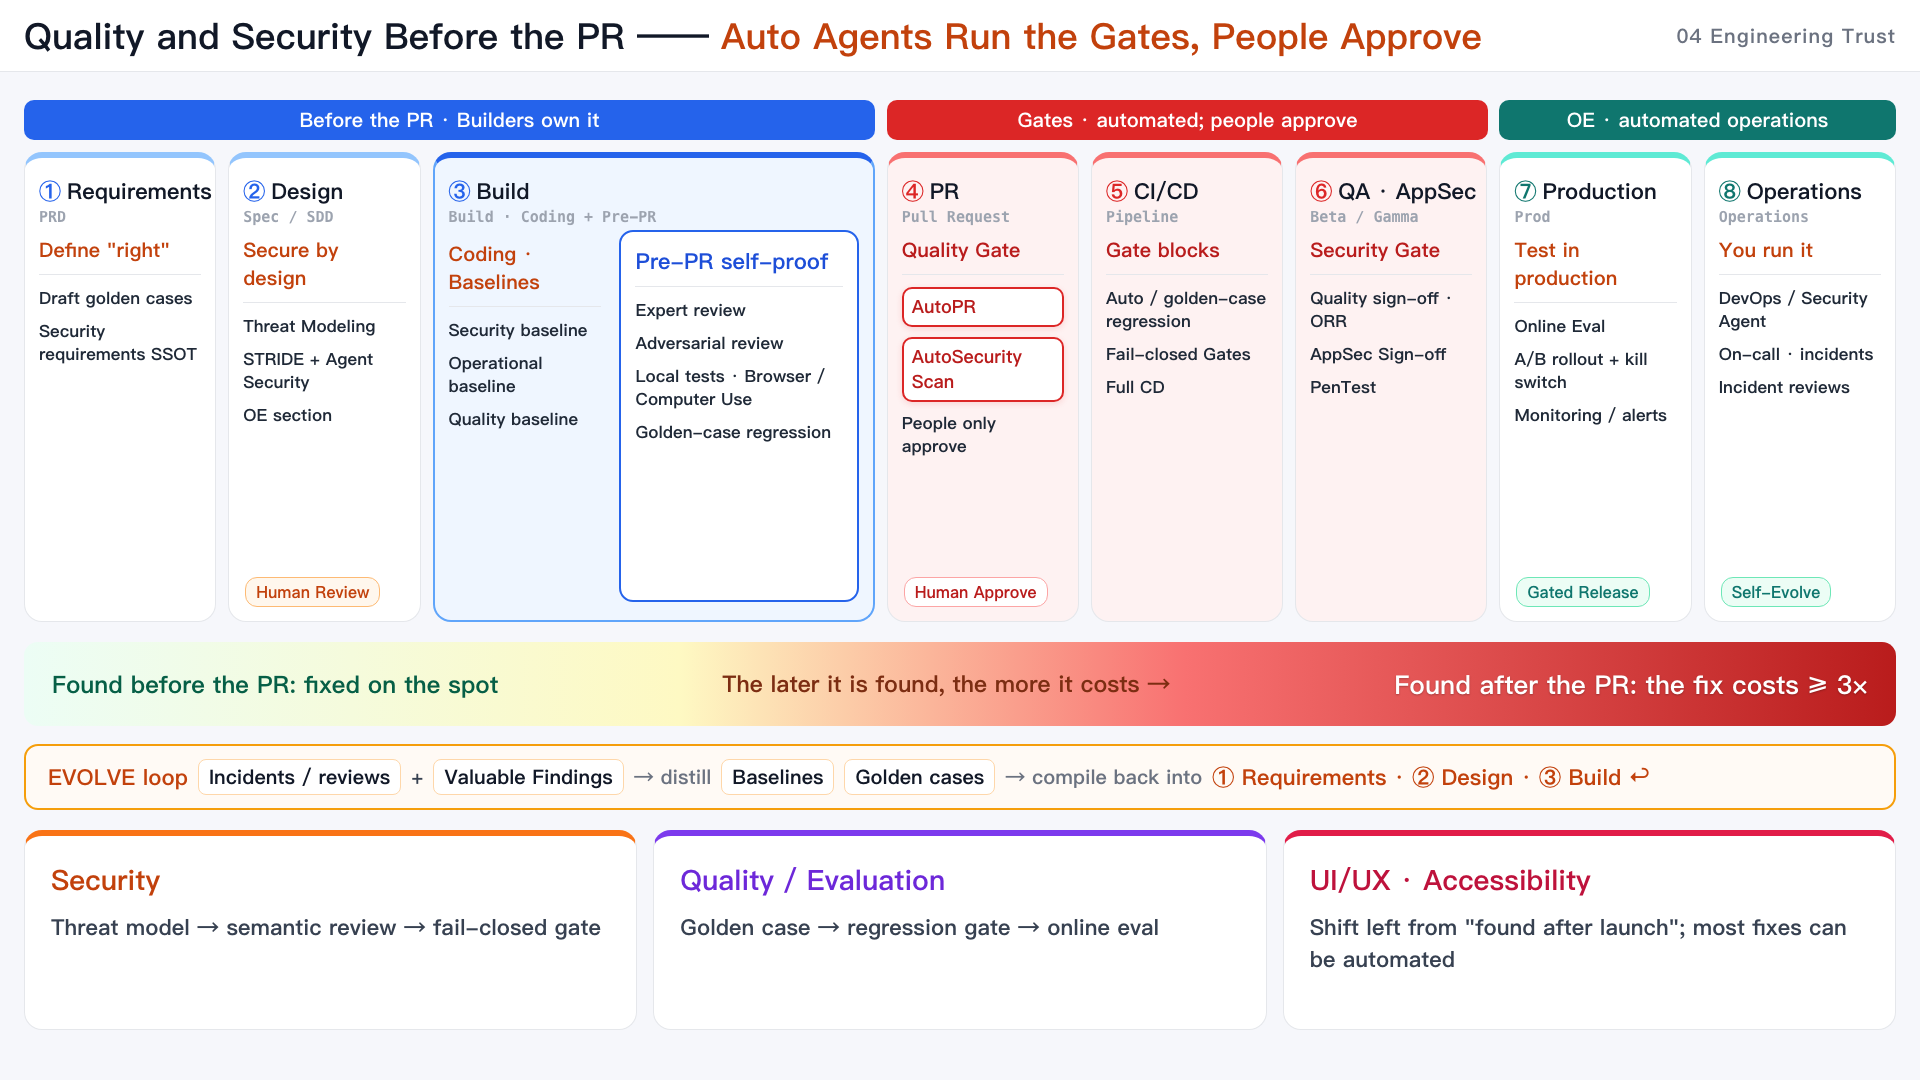 Quality and Security Before the PR —— Auto Agents Run the Gates, People Approve
04 Engineering Trust
Before the PR · Builders own it
Gates · automated; people approve
OE · automated operations
① Requirements
PRD
Define "right"
Draft golden cases
Security
requirements SSOT
② Design
Spec / SDD
Secure by
design
Threat Modeling
STRIDE + Agent
Security
OE section
Human Review
③ Build
Build · Coding + Pre-PR
Coding ·
Baselines
Security baseline
Operational
baseline
Quality baseline
Pre-PR self-proof
Expert review
Adversarial review
Local tests · Browser /
Computer Use
Golden-case regression
④ PR
Pull Request
Quality Gate
AutoPR
AutoSecurity
Scan
People only
approve
Human Approve
⑤ CI/CD
Pipeline
Gate blocks
Auto / golden-case
regression
Fail-closed Gates
Full CD
⑥ QA · AppSec
Beta / Gamma
Security Gate
Quality sign-off ·
ORR
AppSec Sign-off
PenTest
⑦ Production
Prod
Test in
production
Online Eval
A/B rollout + kill
switch
Monitoring / alerts
Gated Release
⑧ Operations
Operations
You run it
DevOps / Security
Agent
On-call · incidents
Incident reviews
Self-Evolve
Found before the PR: fixed on the spot
The later it is found, the more it costs →
Found after the PR: the fix costs ≥ 3×
EVOLVE loop Incidents / reviews + Valuable Findings → distill Baselines Golden cases → compile back into ① Requirements · ② Design · ③ Build ↩
Security
Threat model → semantic review → fail-closed gate
Quality / Evaluation
Golden case → regression gate → online eval
UI/UX · Accessibility
Shift left from "found after launch"; most fixes can
be automated